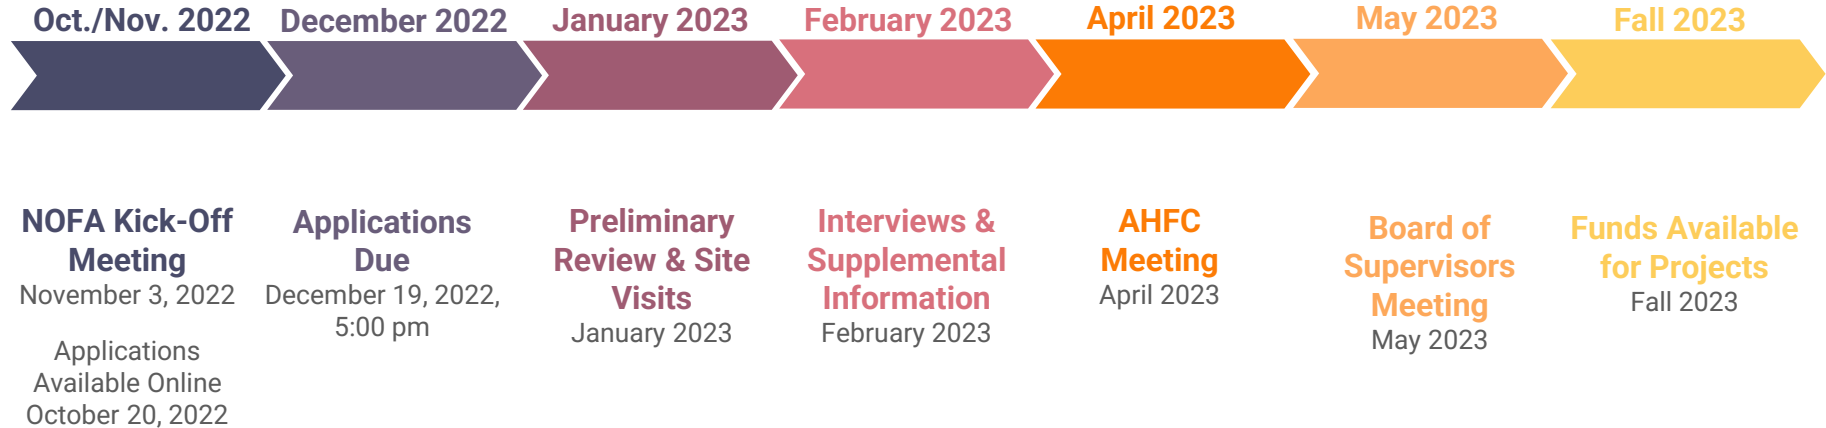 Oct./Nov. 2022
December 2022
January 2023
February 2023
April 2023
May 2023
Fall 2023
NOFA Kick-Off
Meeting
November 3, 2022
Applications
Available Online
October 20, 2022
Applications
Due
December 19, 2022,
5:00 pm
Preliminary
Review & Site
Visits
January 2023
Interviews &
Supplemental
Information
February 2023
AHFC
Meeting
April 2023
Board of
Supervisors
Meeting
May 2023
Funds Available
for Projects
Fall 2023